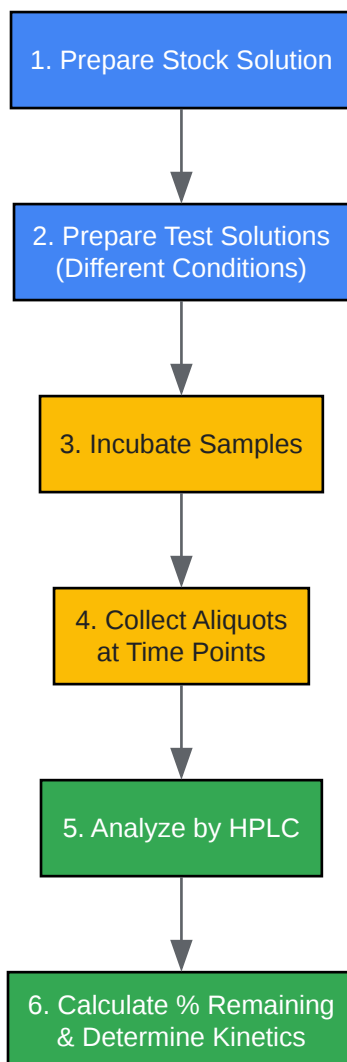 1. Prepare Stock Solution
2. Prepare Test Solutions
(Different Conditions)
3. Incubate Samples
4. Collect Aliquots
at Time Points
5. Analyze by HPLC
6. Calculate % Remaining
& Determine Kinetics